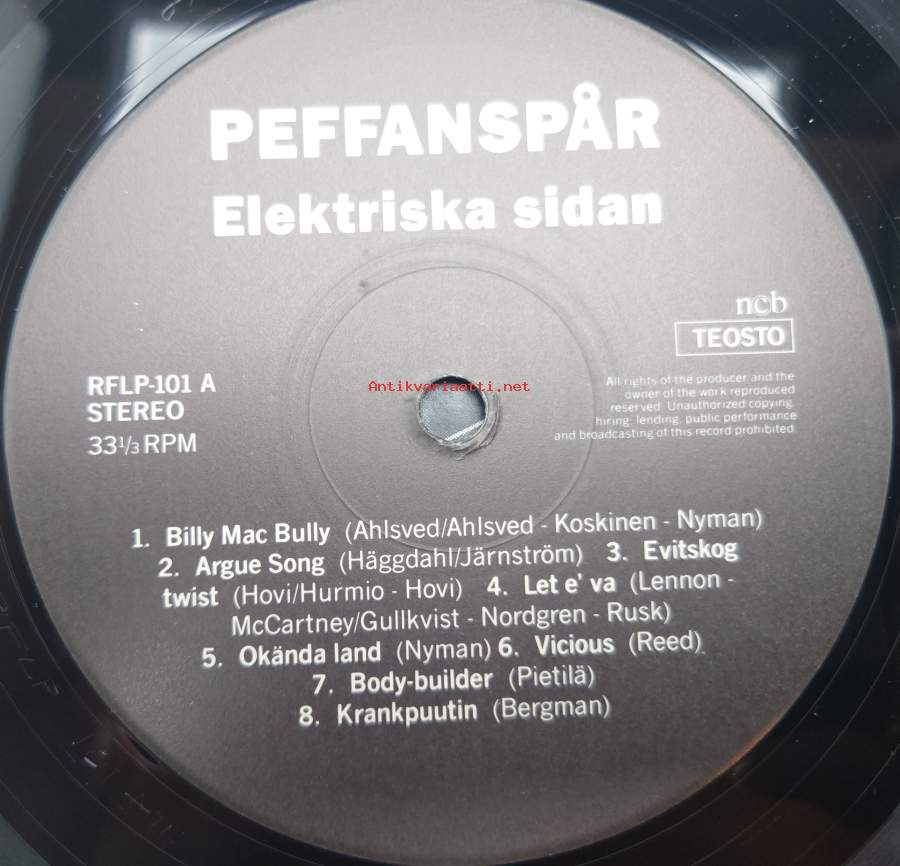 PEFFANSPÅR
Elektriska sidan
ncb
TEOSTO
RFLP-101 A
STEREO
33 1/3 RPM
Antikvariaatti.net
All rights of the producer and the
owner of the work reproduced
reserved. Unauthorized copying,
hiring, lending, public performance
and broadcasting of this record prohibited.
1. Billy Mac Bully (Ahlsved/Ahlsved - Koskinen - Nyman)
2. Argue Song (Häggdahl/Järnström) 3. Evitskog
twist (Hovi/Hurmio - Hovi) 4. Let e' va (Lennon -
McCartney/Gullkvist - Nordgren - Rusk)
5. Okända land (Nyman) 6. Vicious (Reed)
7. Body-builder (Pietilä)
8. Krankpuutin (Bergman)